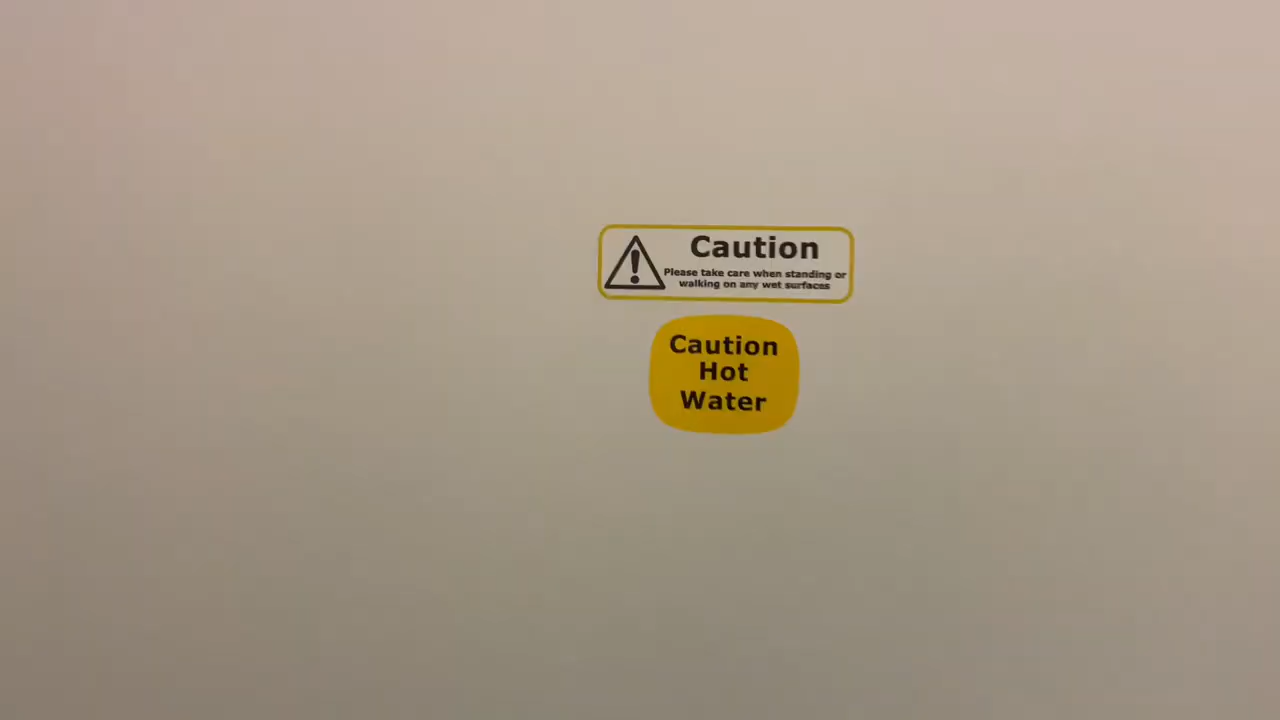 Caution
Please take care when standing or
walking on any wet surfaces
Caution
Hot
Water